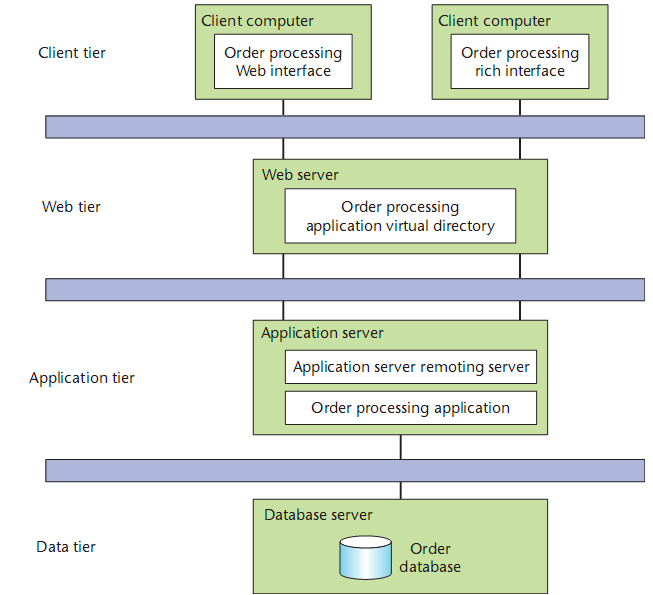 Client computer
Client computer
Client tier
Order processing
Web interface
Order processing
rich interface
Web server
Web tier
Order processing
application virtual directory
Application server
Application server remoting server
Application tier
Order processing application
Database server
Data tier
Order
database